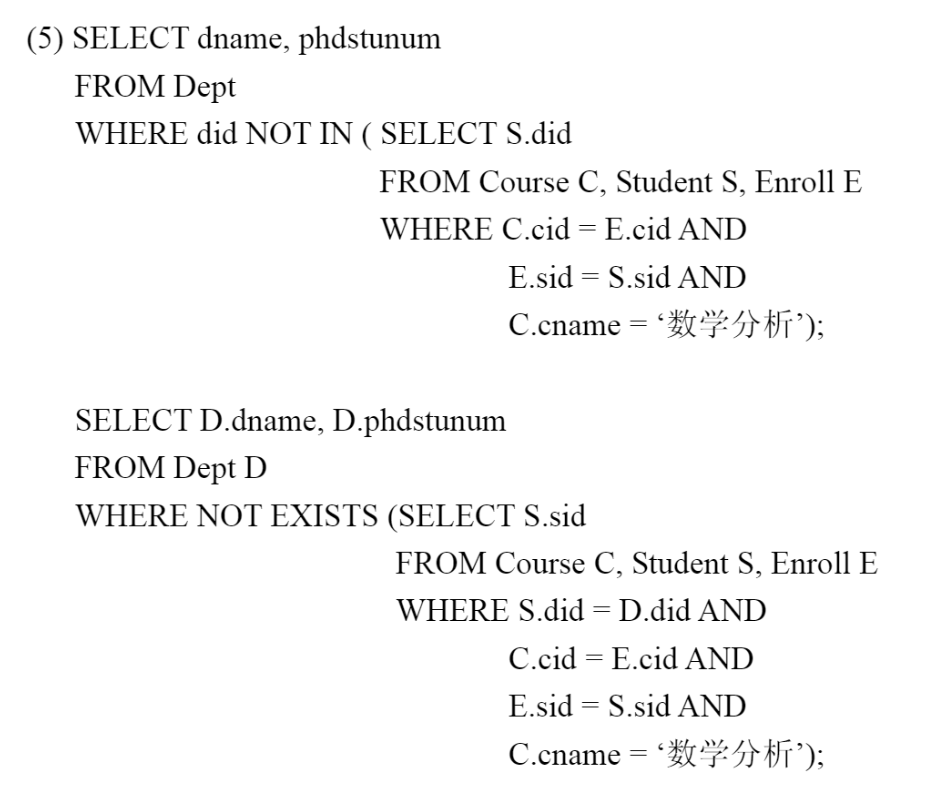 (5) SELECT dname, phdstunum
FROM Dept
WHERE did NOT IN ( SELECT S.did
FROM Course C, Student S, Enroll E
WHERE C.cid = E.cid AND
E.sid = S.sid AND
C.cname = ‘数学分析’);
SELECT D.dname, D.phdstunum
FROM Dept D
WHERE NOT EXISTS (SELECT S.sid
FROM Course C, Student S, Enroll E
WHERE S.did = D.did AND
C.cid = E.cid AND
E.sid = S.sid AND
C.cname = ‘数学分析’);